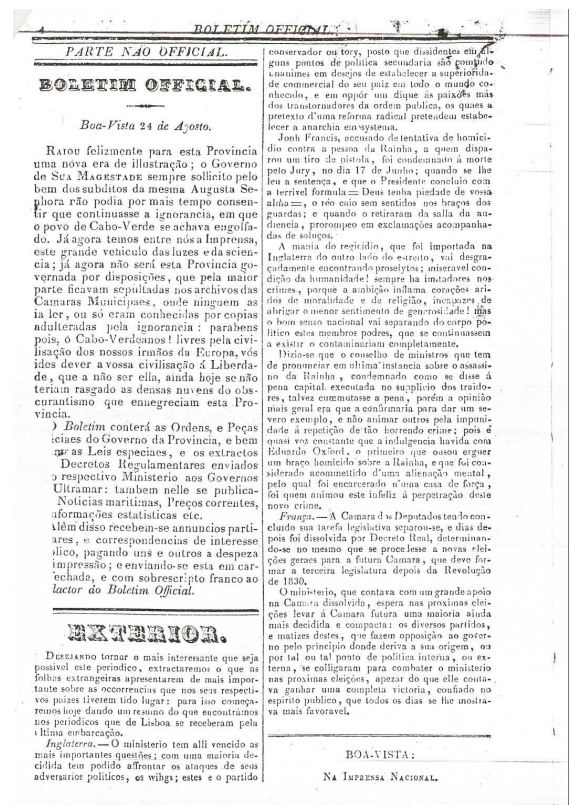 4 BOLETIM OFFICIAL.
PARTE NÃO OFFICIAL.
BOLETIM OFFICIAL.
Boa-Vista 24 de Agosto.
RAIOU felizmente para esta Provincia
uma nova era de illustração; o Governo
de SUA MAGESTADE sempre sollicito pelo
bem dos subditos da mesma Augusta Se-
phora rão podia por mais tempo consen-
tir que continuasse a ignorancia, em que
o povo de Cabo-Verde se achava engolfa-
do. Já agora temos entre nós a Imprensa,
este grande vehiculo das luzes e da scien-
cia; já agora não será esta Provincia go-
vernada por disposições, que pela maior
parte ficavam sepultadas nos archivos das
Camaras Municipaes, onde ninguem as
ia ler, ou só eram conhecidas por copias
adulteradas pela ignorancia: parabens
pois, ó Cabo-Verdeanos! livres pela civi-
lisação dos nossos irmãos da Europa, vós
ides dever a vossa civilisação á Liberda-
de, que a não ser ella, ainda hoje se não
teriam rasgado as densas nuvens do obs-
curantismo que ennegreciam esta Pro-
vincia.
O Boletim conterá as Ordens, e Peças
iciaes do Governo da Provincia, e bem
as Leis especiaes, e os extractos
Decretos Regulamentares enviados
o respectivo Ministerio aos Governos
Ultramar: tambem nelle se publica-
Noticias maritimas, Preços correntes,
nformações estatisticas etc.
Além disso recebem-se annuncios parti-
ares, e correspondencias de interesse
blico, pagando uns e outros a despeza
impressão; e enviando-se esta em car-
echada, e com sobrescripto franco ao
dactor do Boletim Official.
EXTERIOR.
DESEJANDO tornar o mais interessante que seja
possivel este periodico, extractaremos o que as
folhas extrangeiras apresentarem de mais impor-
tante sobre as occorrencias que nos seus respecti-
vos paizes tiverem tido lugar: para isso começa-
remos hoje dando um resumo do que encontrámos
nos periodicos que de Lisboa se receberam pela
ultima embarcação.
Inglaterra.— O ministerio tem alli vencido as
mais importantes questões; com uma maioria de-
cidida tem podido affrontar os ataques de seus
adversarios politicos, os wihgs; estes e o partido
conservador ou tory, posto que dissidentes em al-
guns pontos de politica secundaria são
unanimes em desejos de estabelecer a superiorida-
de commercial do seu paiz em todo o mundo co-
nhecido, e em oppôr um dique ás paixões más
dos transtornadores da ordem publica, os quaes a
pretexto d'uma reforma radical pretendem estabe-
lecer a anarchia em systema.
Jonh Francis, accusado de tentativa de homici-
dio contra a pessoa da Rainha, a quem dispa-
rou um tiro de pistola, foi condemnado á morte
pelo Jury, no dia 17 de Junho; quando se lhe
leu a sentença, e que o Presidente concluio com
a terrivel formula = Deus tenha piedade de vossa
alma =, o réo caio sem sentidos nos braços dos
guardas; e quando o retiraram da salla da au-
diencia, prorompeo em exclamações acompanha-
das de soluços.
A mania do regicidio, que foi importada na
Inglaterra do outro lado do estreito, vai desgra-
çadamente encontrando proselytos; miseravel con-
dição da humanidade! sempre ha imitadores nos
crimes, porque a ambição inflama corações ari-
dos de moralidade e de religião, incapazes de
abrigar o menor sentimento de generosidade! mas
o bom senso nacional vai separando do corpo po-
litico estes membros podres, que se continuassem
a existir o contaminariam completamente.
Dizia-se que o conselho de ministros que tem
de pronunciar em ultima instancia sobre o assassi-
no da Rainha, condemnado como se disse á
pena capital, executada no supplicio dos traido-
res, talvez cummutasse a pena, porém a opinião
mais geral era que a confirmaria para dar um se-
vero exemplo, e não animar outros pela impuni-
dade á repetição de tão horrendo crime; pois é
quasi voz constante que a indulgencia havida com
Eduardo Oxford, o primeiro que ousou erguer
um braço homicido sobre a Rainha, e que foi con-
siderado acommettido d'um alienação mental,
pelo qual foi encarcerado n'uma casa de força,
foi quem animou este infeliz á perpetração deste
novo crime.
França.— A Camara dos Deputados tendo con-
cluido sua tarefa legislativa separou-se, e dias de-
pois foi dissolvida por Decreto Real, determinan-
do-se no mesmo que se procedesse a novas elei-
ções geraes para a futura Camara, que deve for-
mar a terceira legislatura depois da Revolução
de 1830.
O ministerio, que contava com um grande apoio
na Camara dissolvida, espera nas proximas elei-
ções levar á Camara futura uma maioria ainda
mais decidida e compacta: os diversos partidos,
e matizes destes, que fazem opposição ao gover-
no pelo principio donde deriva a sua origem, ou
por tal ou tal ponto de politica interna, ou ex-
terna, se colligaram para combater o ministerio
nas proximas eleições, apezar do que elle conta-
va ganhar uma completa victoria, confiado no
espirito publico, que todos os dias se lhe mostra-
va mais favoravel.
BOA-VISTA:
NA IMPRENSA NACIONAL.